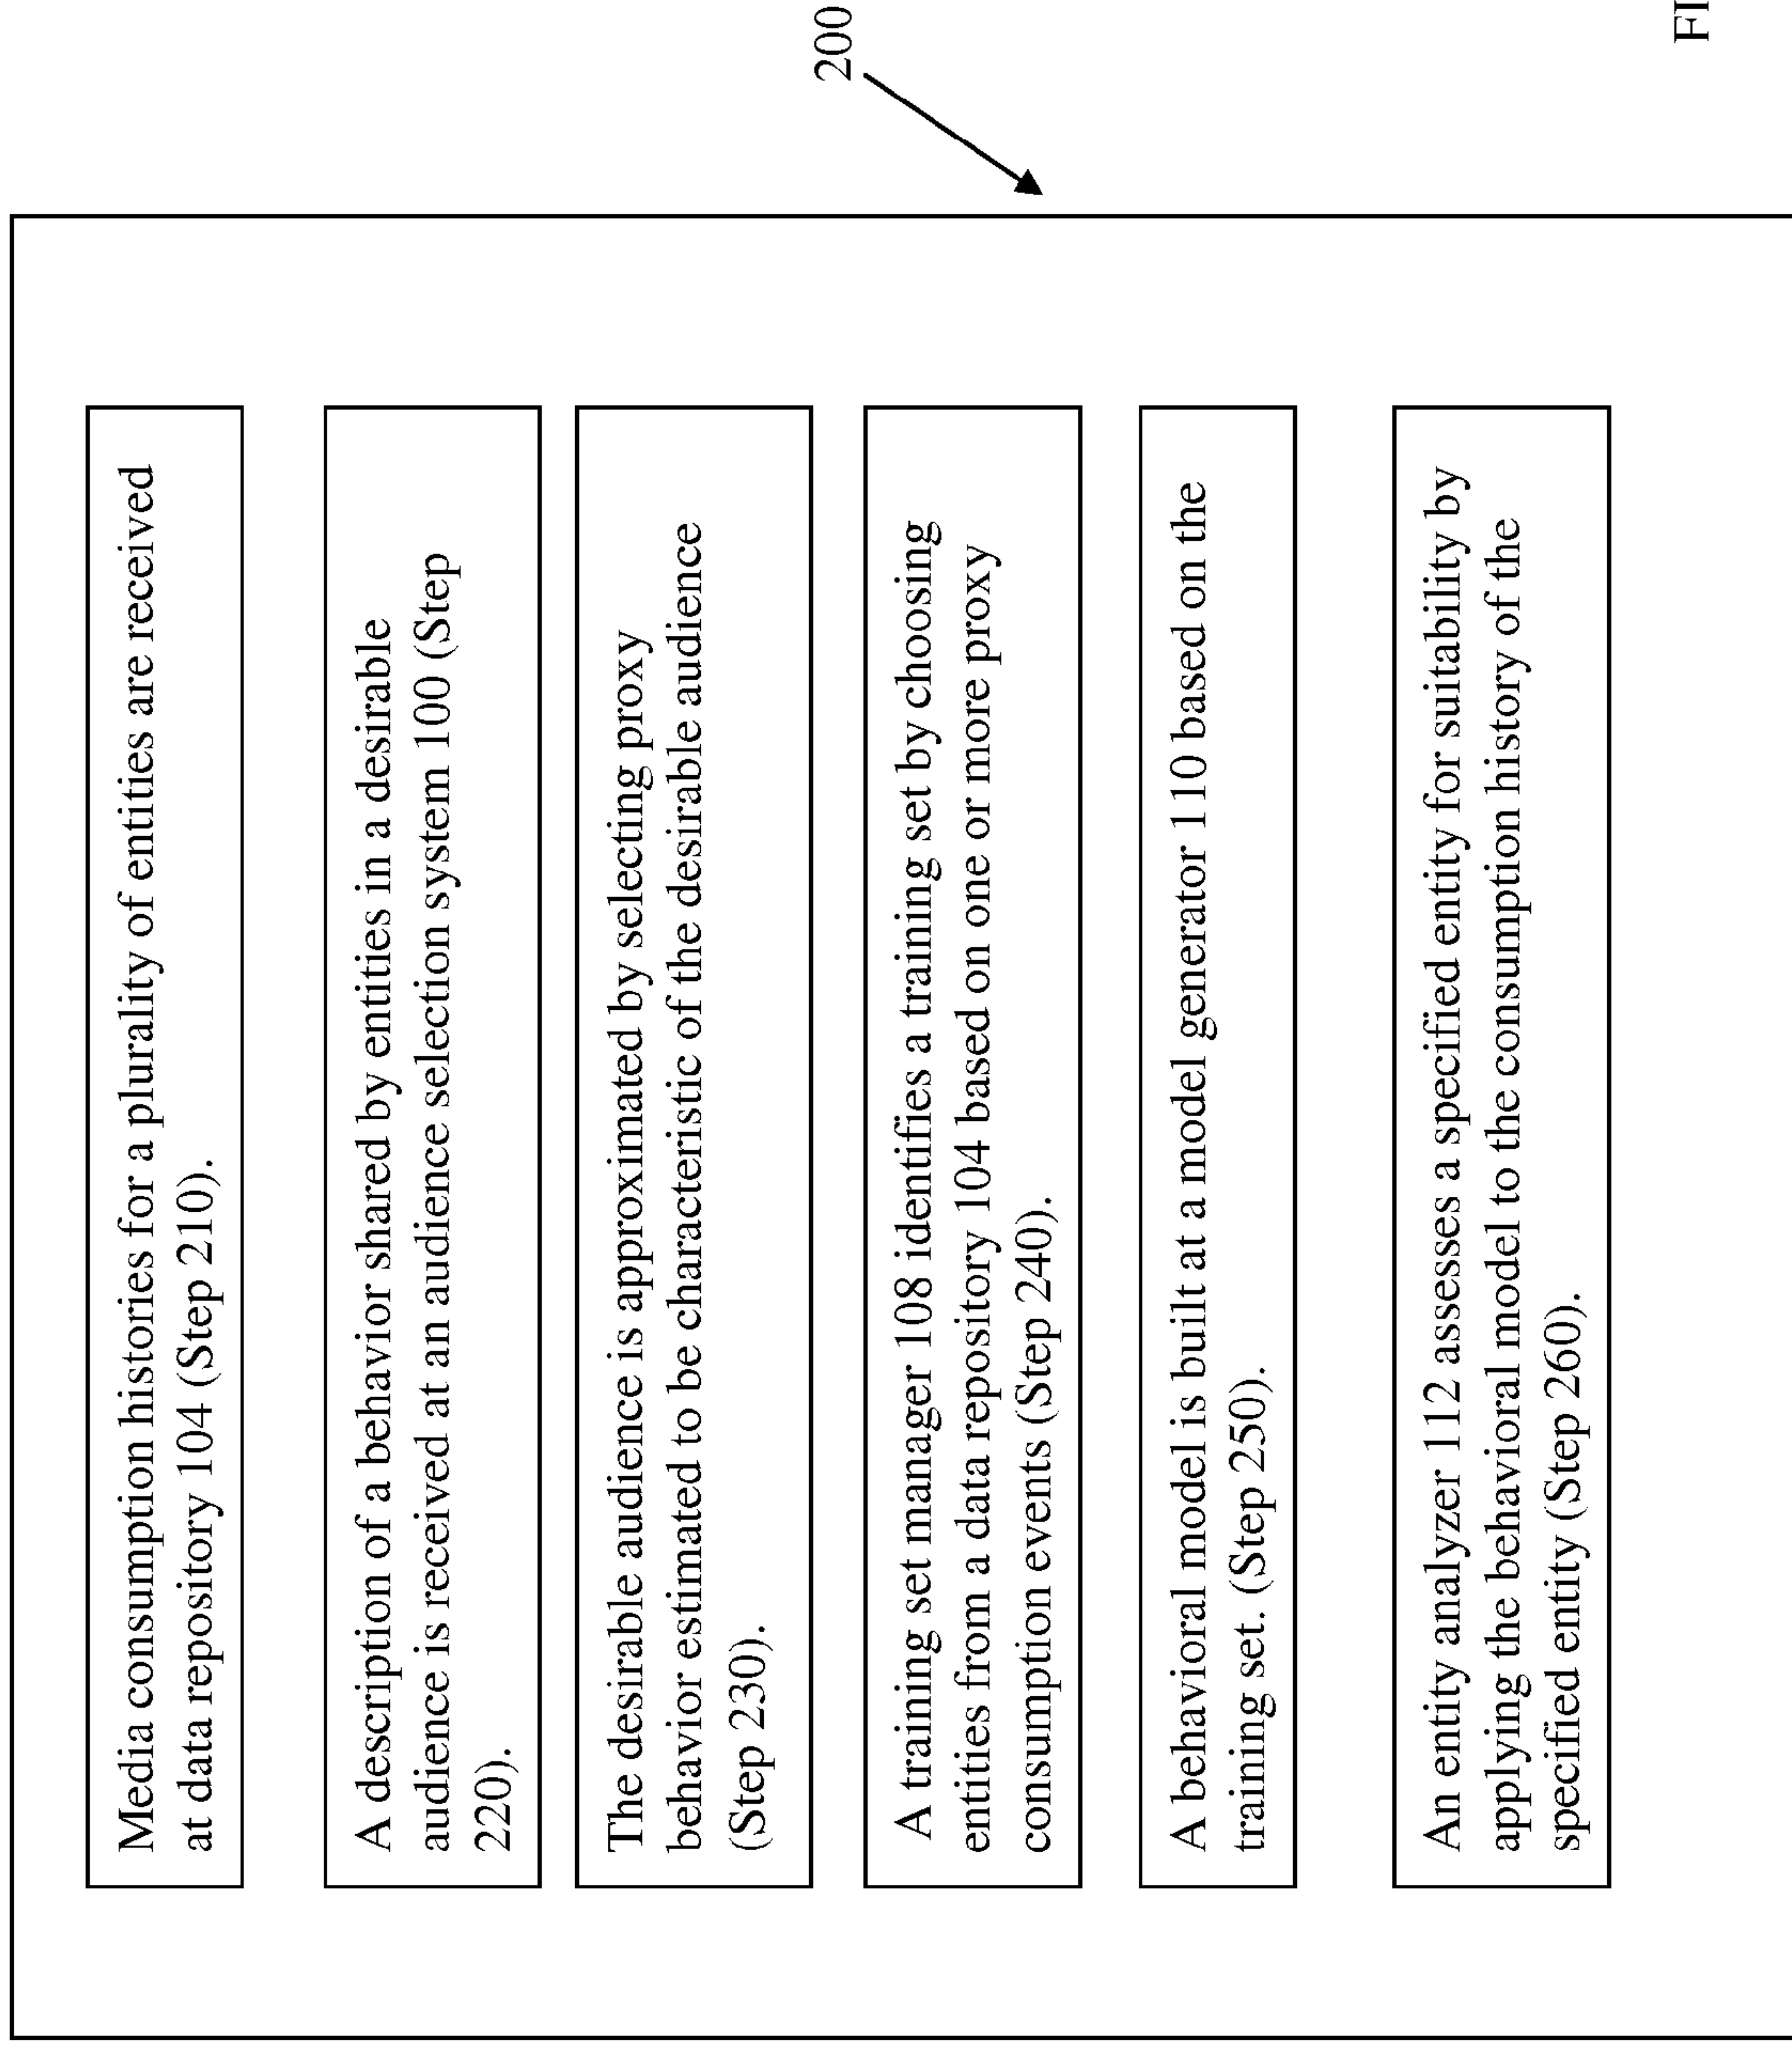 Media consumption histories for a plurality of entities are received
at data repository 104 (Step 210).
A description of a behavior shared by entities in a desirable
audience is received at an audience selection system 100 (Step
220).
The desirable audience is approximated by selecting proxy
behavior estimated to be characteristic of the desirable audience
(Step 230).
A training set manager 108 identifies a training set by choosing
entities from a data repository 104 based on one or more proxy
consumption events (Step 240).
A behavioral model is built at a model generator 110 based on the
training set. (Step 250).
An entity analyzer 112 assesses a specified entity for suitability by
applying the behavioral model to the consumption history of the
specified entity (Step 260).
200
FI